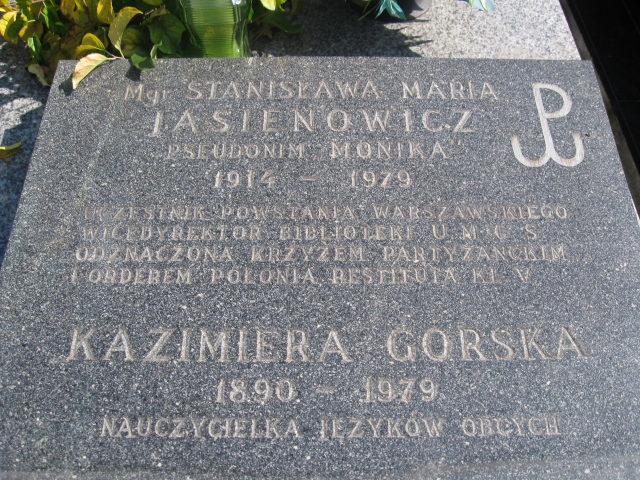 Mgr STANISŁAWA MARIA
JASIENOWICZ
„PSEUDONIM "MONIKA"
1914 - 1979
UCZESTNIK POWSTANIA WARSZAWSKIEGO
WICEDYREKTOR BIBLIOTEKI U.M.C.S
ODZNACZONA KRZYŻEM PARTYZANCKIM
I ORDEREM POLONIA RESTITUTA KL. V
KAZIMIERA GÓRSKA
1890 - 1979
NAUCZYCIELKA JĘZYKÓW OBCYCH